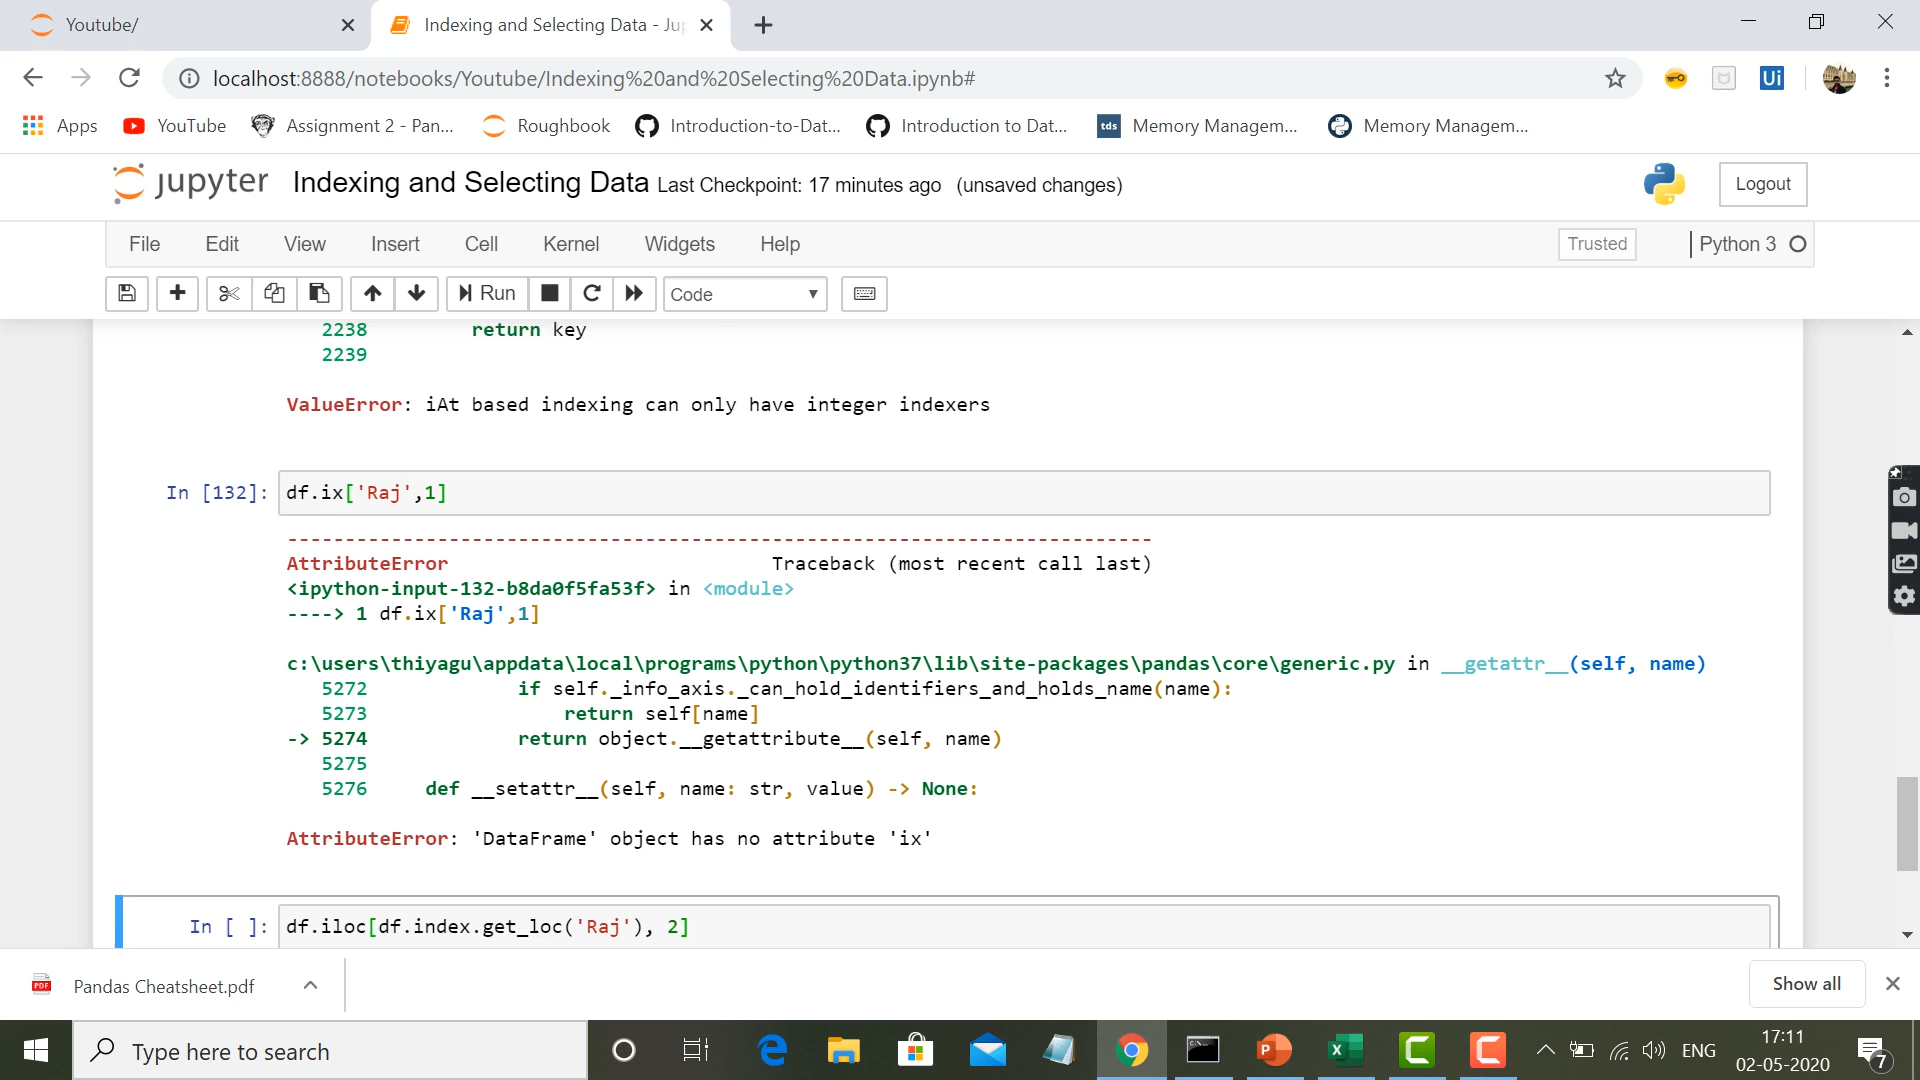 Youtube/
Indexing and Selecting Data - Jup
localhost:8888/notebooks/Youtube/Indexing%20and%20Selecting%20Data.ipynb#
Ui
Apps YouTube Assignment 2 - Pan... Roughbook Introduction-to-Dat... Introduction to Dat... tds Memory Managem... Memory Managem...
jupyter Indexing and Selecting Data Last Checkpoint: 17 minutes ago (unsaved changes)
Logout
File Edit View Insert Cell Kernel Widgets Help Trusted Python 3
Run Code
2238 return key
2239
ValueError: iAt based indexing can only have integer indexers
In [132]: df.ix['Raj',1]
---------------------------------------------------------------------------
AttributeError Traceback (most recent call last)
<ipython-input-132-b8da0f5fa53f> in <module>
----> 1 df.ix['Raj',1]
c:\users\thiyagu\appdata\local\programs\python\python37\lib\site-packages\pandas\core\generic.py in __getattr__(self, name)
5272 if self._info_axis._can_hold_identifiers_and_holds_name(name):
5273 return self[name]
-> 5274 return object.__getattribute__(self, name)
5275
5276 def __setattr__(self, name: str, value) -> None:
AttributeError: 'DataFrame' object has no attribute 'ix'
In [ ]: df.iloc[df.index.get_loc('Raj'), 2]
PDF Pandas Cheatsheet.pdf Show all
Type here to search
ENG
17:11
02-05-2020
7